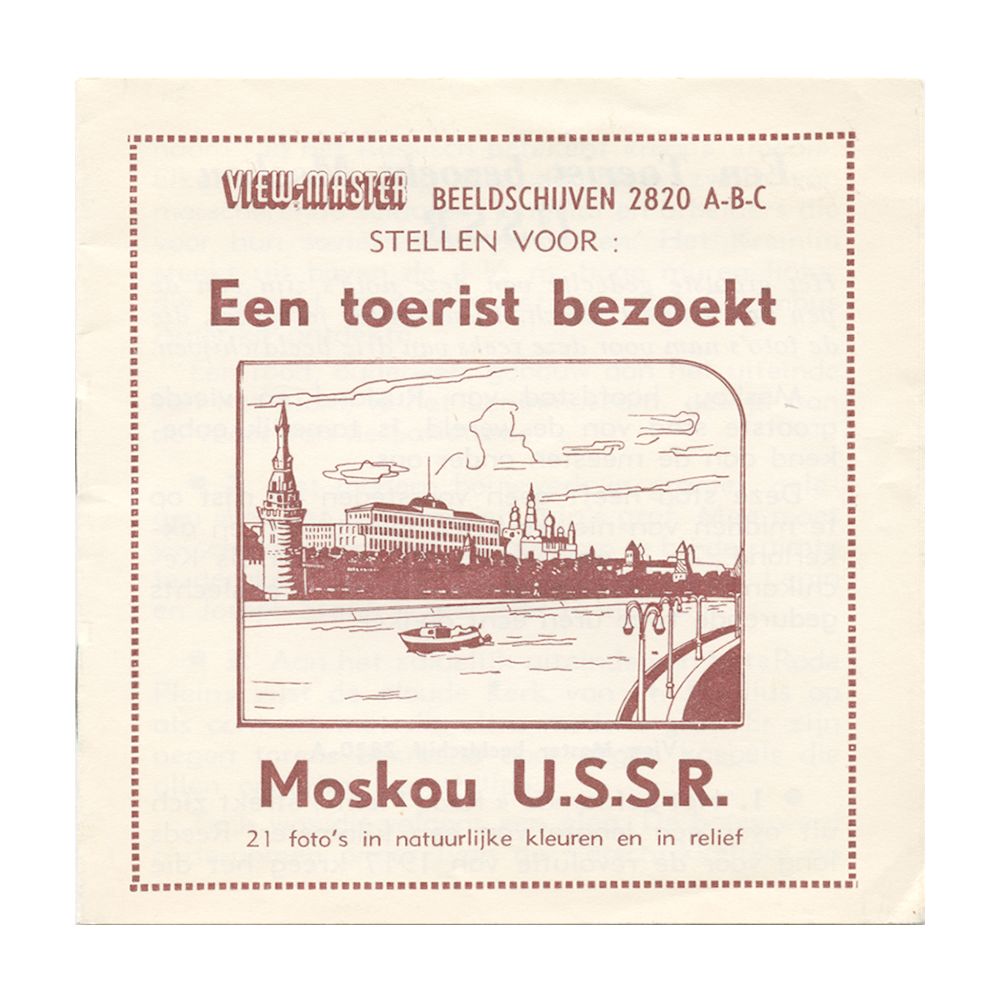 VIEW-MASTER BEELDSCHIJVEN 2820 A-B-C
STELLEN VOOR :
Een toerist bezoekt
Moskou U.S.S.R.
21 foto's in natuurlijke kleuren en in relief